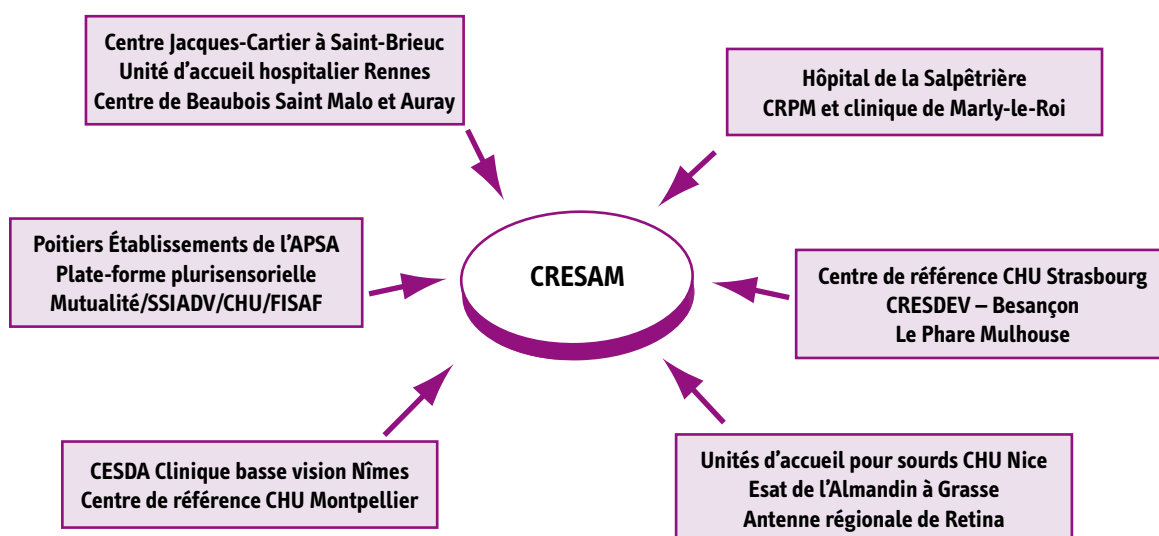 Centre Jacques-Cartier à Saint-Brieuc
Unité d'accueil hospitalier Rennes
Centre de Beaubois Saint Malo et Auray
Hôpital de la Salpêtrière
CRPM et clinique de Marly-le-Roi
Poitiers Établissements de l'APSA
Plate-forme plurisensorielle
Mutualité/SSIADV/CHU/FISAF
CRESAM
Centre de référence CHU Strasbourg
CRESDEV – Besançon
Le Phare Mulhouse
CESDA Clinique basse vision Nîmes
Centre de référence CHU Montpellier
Unités d'accueil pour sourds CHU Nice
Esat de l'Almandin à Grasse
Antenne régionale de Retina